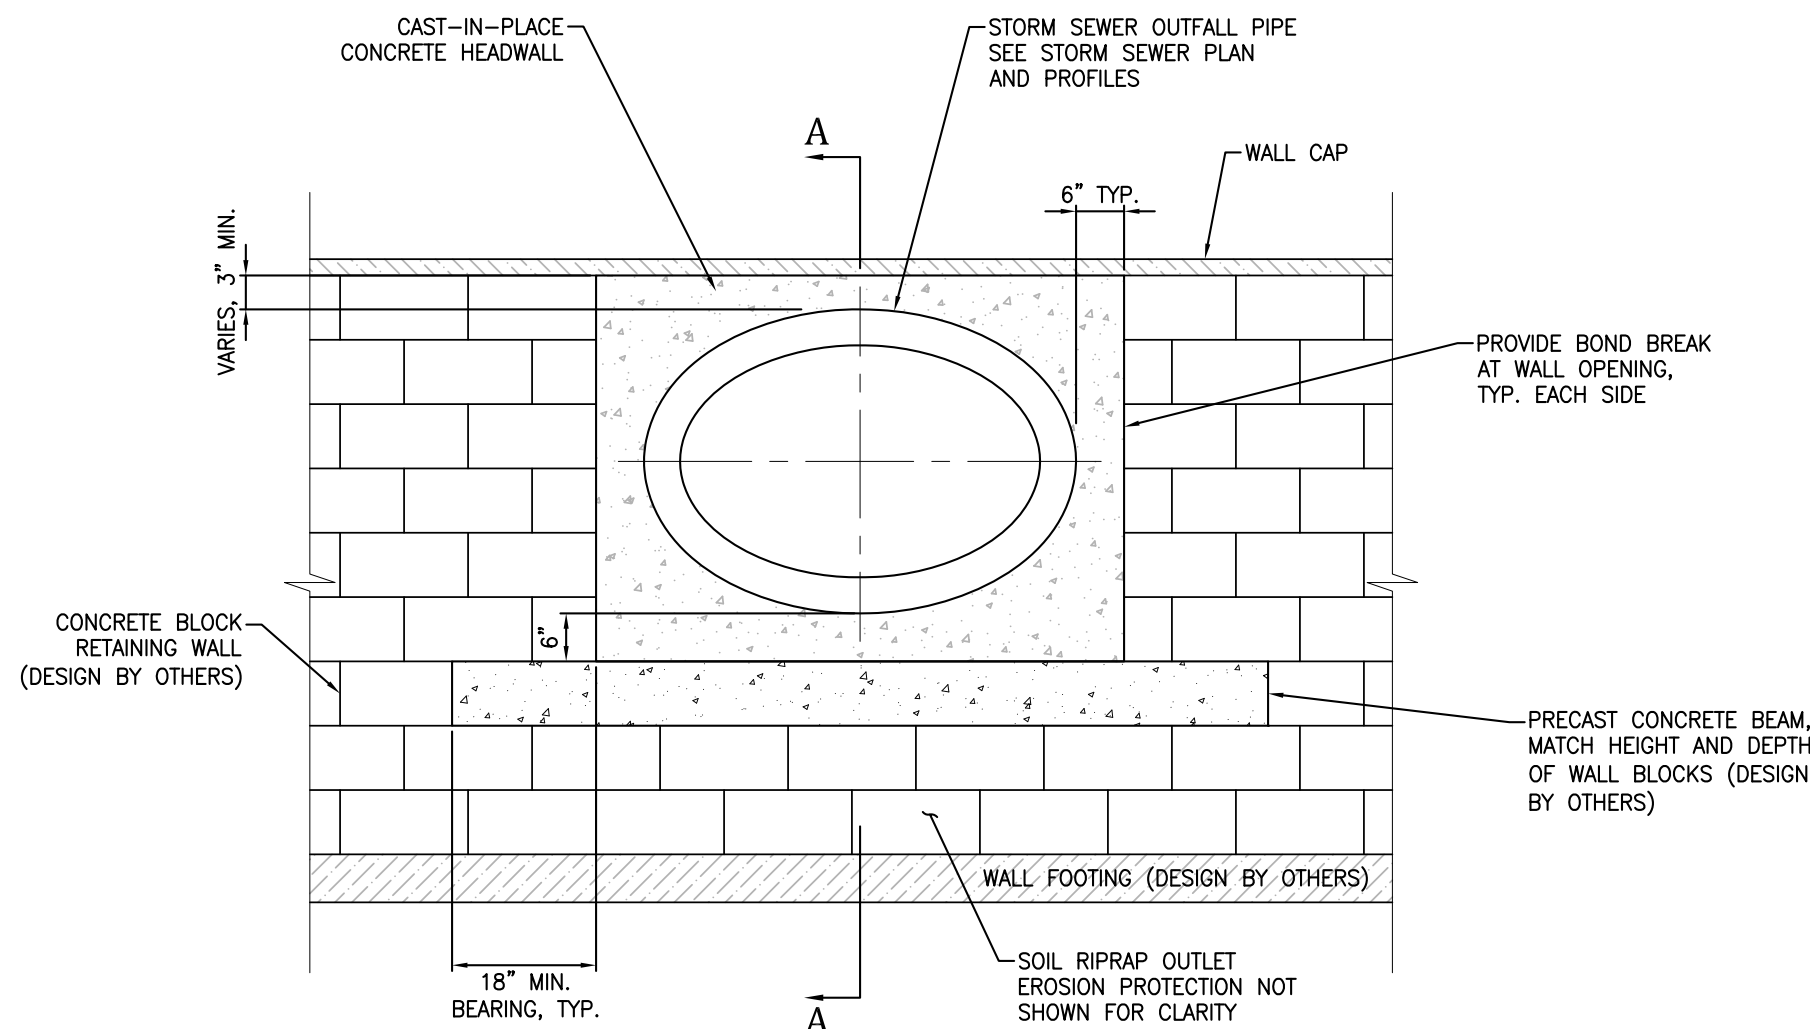 CAST-IN-PLACE
CONCRETE HEADWALL
STORM SEWER OUTFALL PIPE
SEE STORM SEWER PLAN
AND PROFILES
A
WALL CAP
6" TYP.
VARIES, 3" MIN.
PROVIDE BOND BREAK
AT WALL OPENING,
TYP. EACH SIDE
CONCRETE BLOCK
RETAINING WALL
(DESIGN BY OTHERS)
6"
PRECAST CONCRETE BEAM,
MATCH HEIGHT AND DEPTH
OF WALL BLOCKS (DESIGN
BY OTHERS)
WALL FOOTING (DESIGN BY OTHERS)
18" MIN.
BEARING, TYP.
SOIL RIPRAP OUTLET
EROSION PROTECTION NOT
SHOWN FOR CLARITY
A